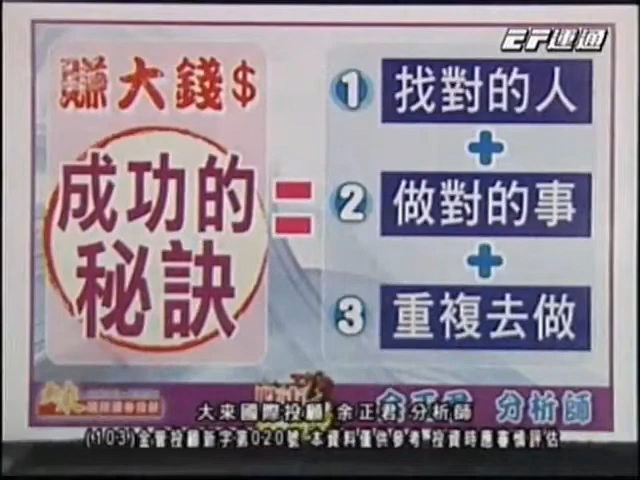 EF運通
賺大錢$
成功的
秘訣
=
1 找對的人
+
2 做對的事
+
3 重複去做
余正君 分析師
大來國際投顧 余正君 分析師
(103)金管投顧新字第020號 本資料僅供參考 投資時應審慎評估